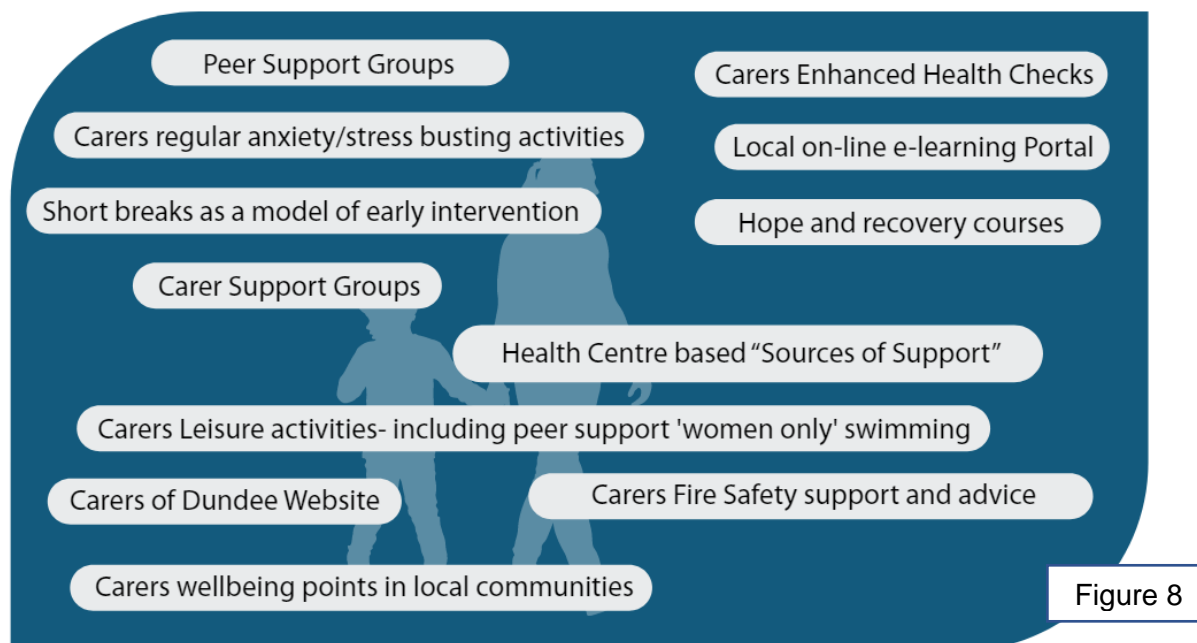 Peer Support Groups
Carers Enhanced Health Checks
Carers regular anxiety/stress busting activities
Local on-line e-learning Portal
Short breaks as a model of early intervention
Hope and recovery courses
Carer Support Groups
Health Centre based “Sources of Support”
Carers Leisure activities- including peer support 'women only' swimming
Carers of Dundee Website
Carers Fire Safety support and advice
Carers wellbeing points in local communities
Figure 8